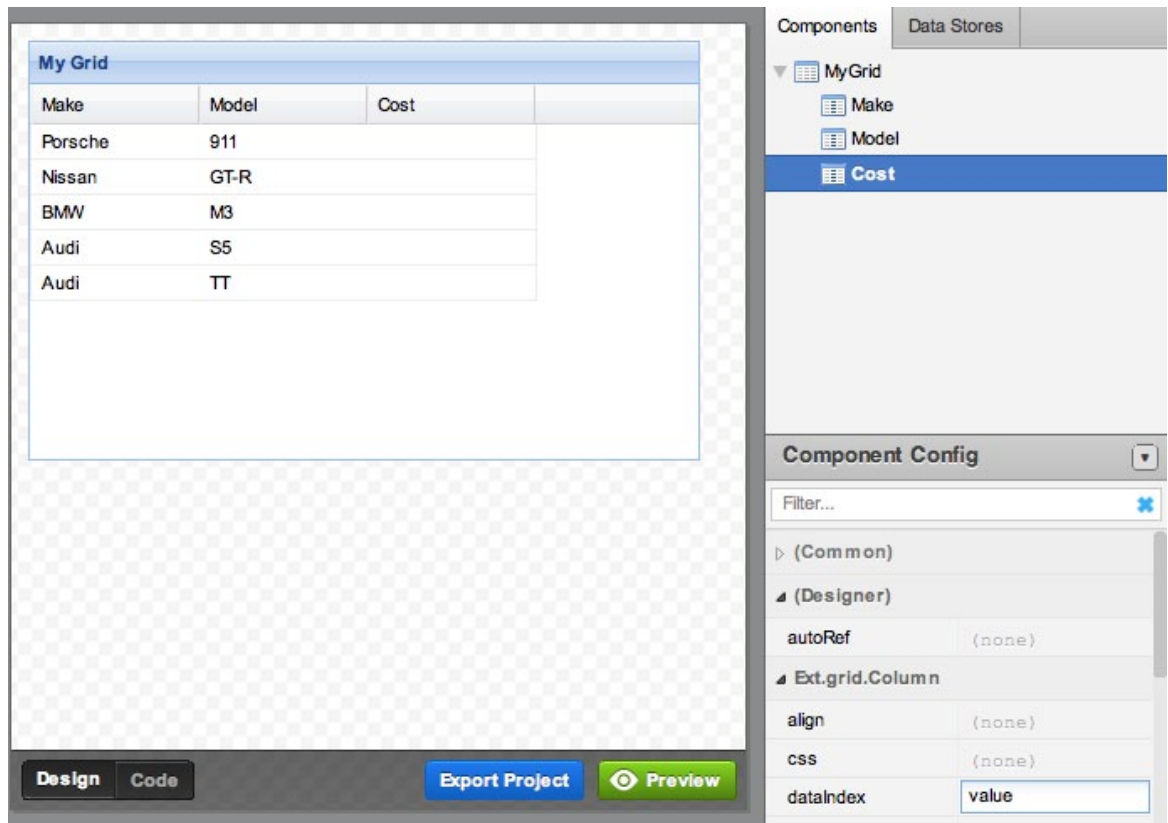 My Grid
Make Model Cost
Porsche 911
Nissan GT-R
BMW M3
Audi S5
Audi TT
Design Code Export Project Preview
Components Data Stores
MyGrid
Make
Model
Cost
Component Config
Filter...
(Common)
(Designer)
autoRef (none)
Ext.grid.Column
align (none)
css (none)
dataIndex value